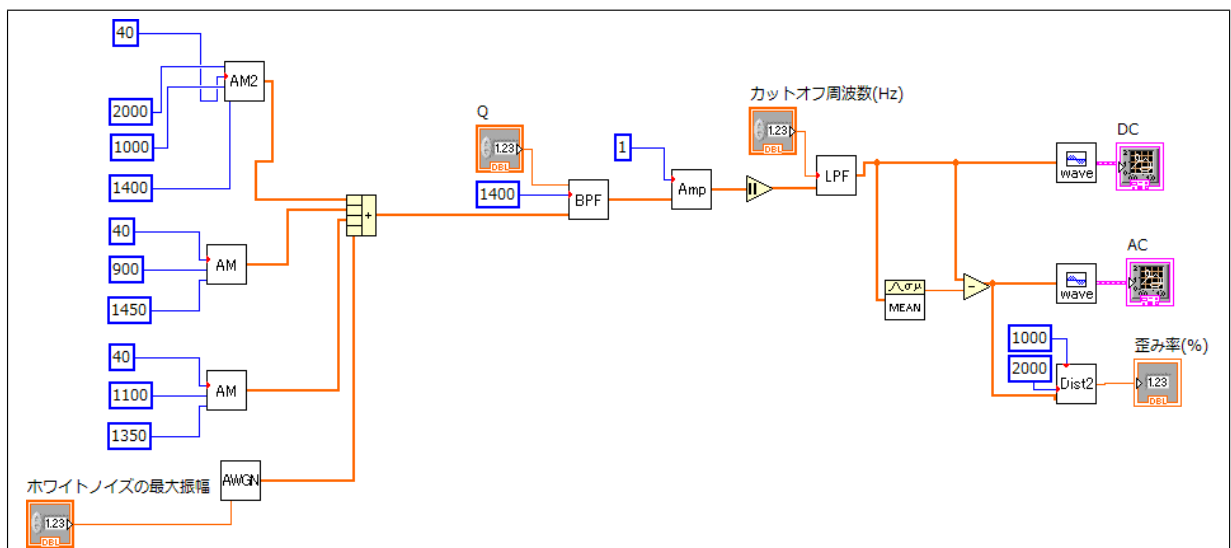 40
AM2
2000
1000
1400
40
AM
900
1450
40
AM
1100
1350
ホワイトノイズの最大振幅
1.23
DBL
AWGN
+
Q
1.23
DBL
1400
BPF
1
Amp
カットオフ周波数(Hz)
1.23
DBL
LPF
σμ
MEAN
-
wave
DC
wave
AC
1000
2000
Dist2
歪み率(%)
1.23
DBL